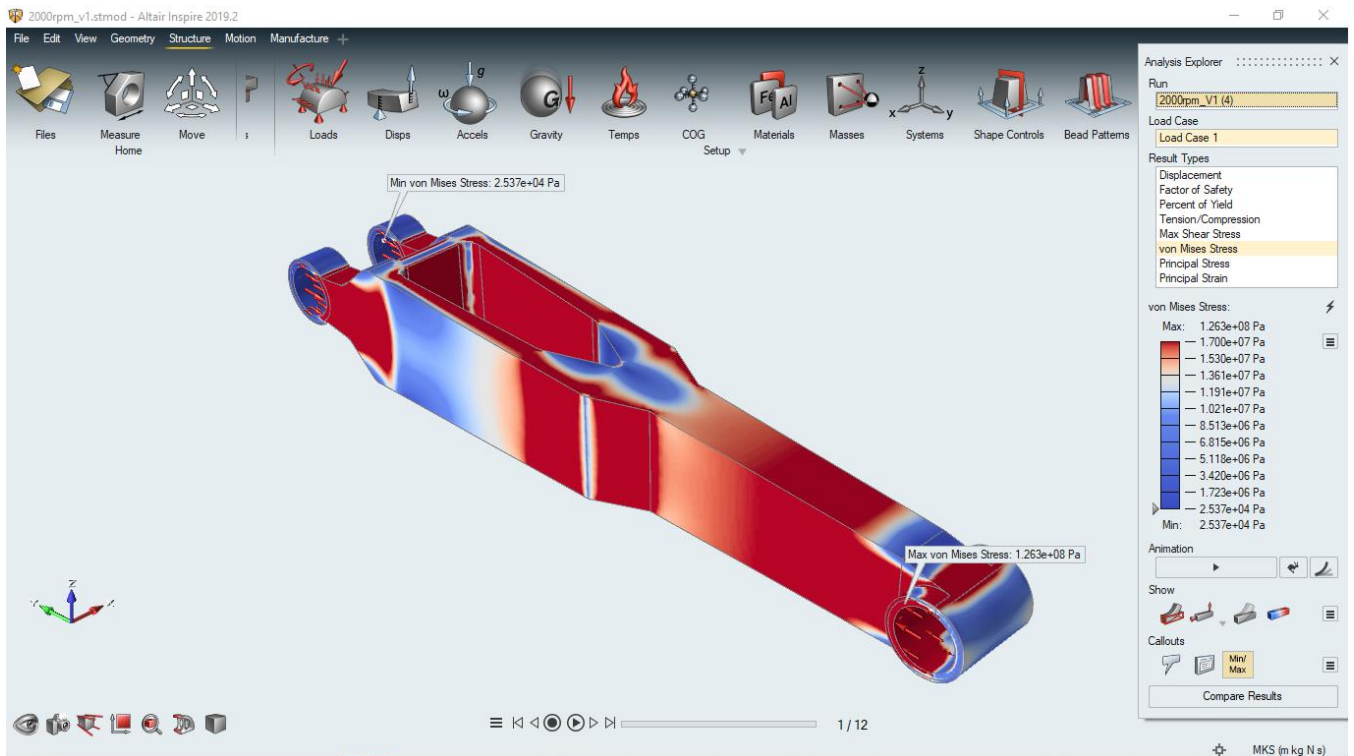 2000rpm_v1.stmod - Altair Inspire 2019.2
File Edit View Geometry Structure Motion Manufacture +
Files
Measure
Move
s
Loads
Disps
Accels
Gravity
Temps
COG
Materials
Masses
Systems
Shape Controls
Bead Patterns
Home
Setup
g
ω
G
Fe Al
z
x y
Min von Mises Stress: 2.537e+04 Pa
Max von Mises Stress: 1.263e+08 Pa
Analysis Explorer
Run
2000rpm_V1 (4)
Load Case
Load Case 1
Result Types
Displacement
Factor of Safety
Percent of Yield
Tension/Compression
Max Shear Stress
von Mises Stress
Principal Stress
Principal Strain
von Mises Stress:
Max: 1.263e+08 Pa
1.700e+07 Pa
1.530e+07 Pa
1.361e+07 Pa
1.191e+07 Pa
1.021e+07 Pa
8.513e+06 Pa
6.815e+06 Pa
5.118e+06 Pa
3.420e+06 Pa
1.723e+06 Pa
2.537e+04 Pa
Min: 2.537e+04 Pa
Animation
Show
Callouts
Min/
Max
Compare Results
Z
1 / 12
MKS (m kg N s)